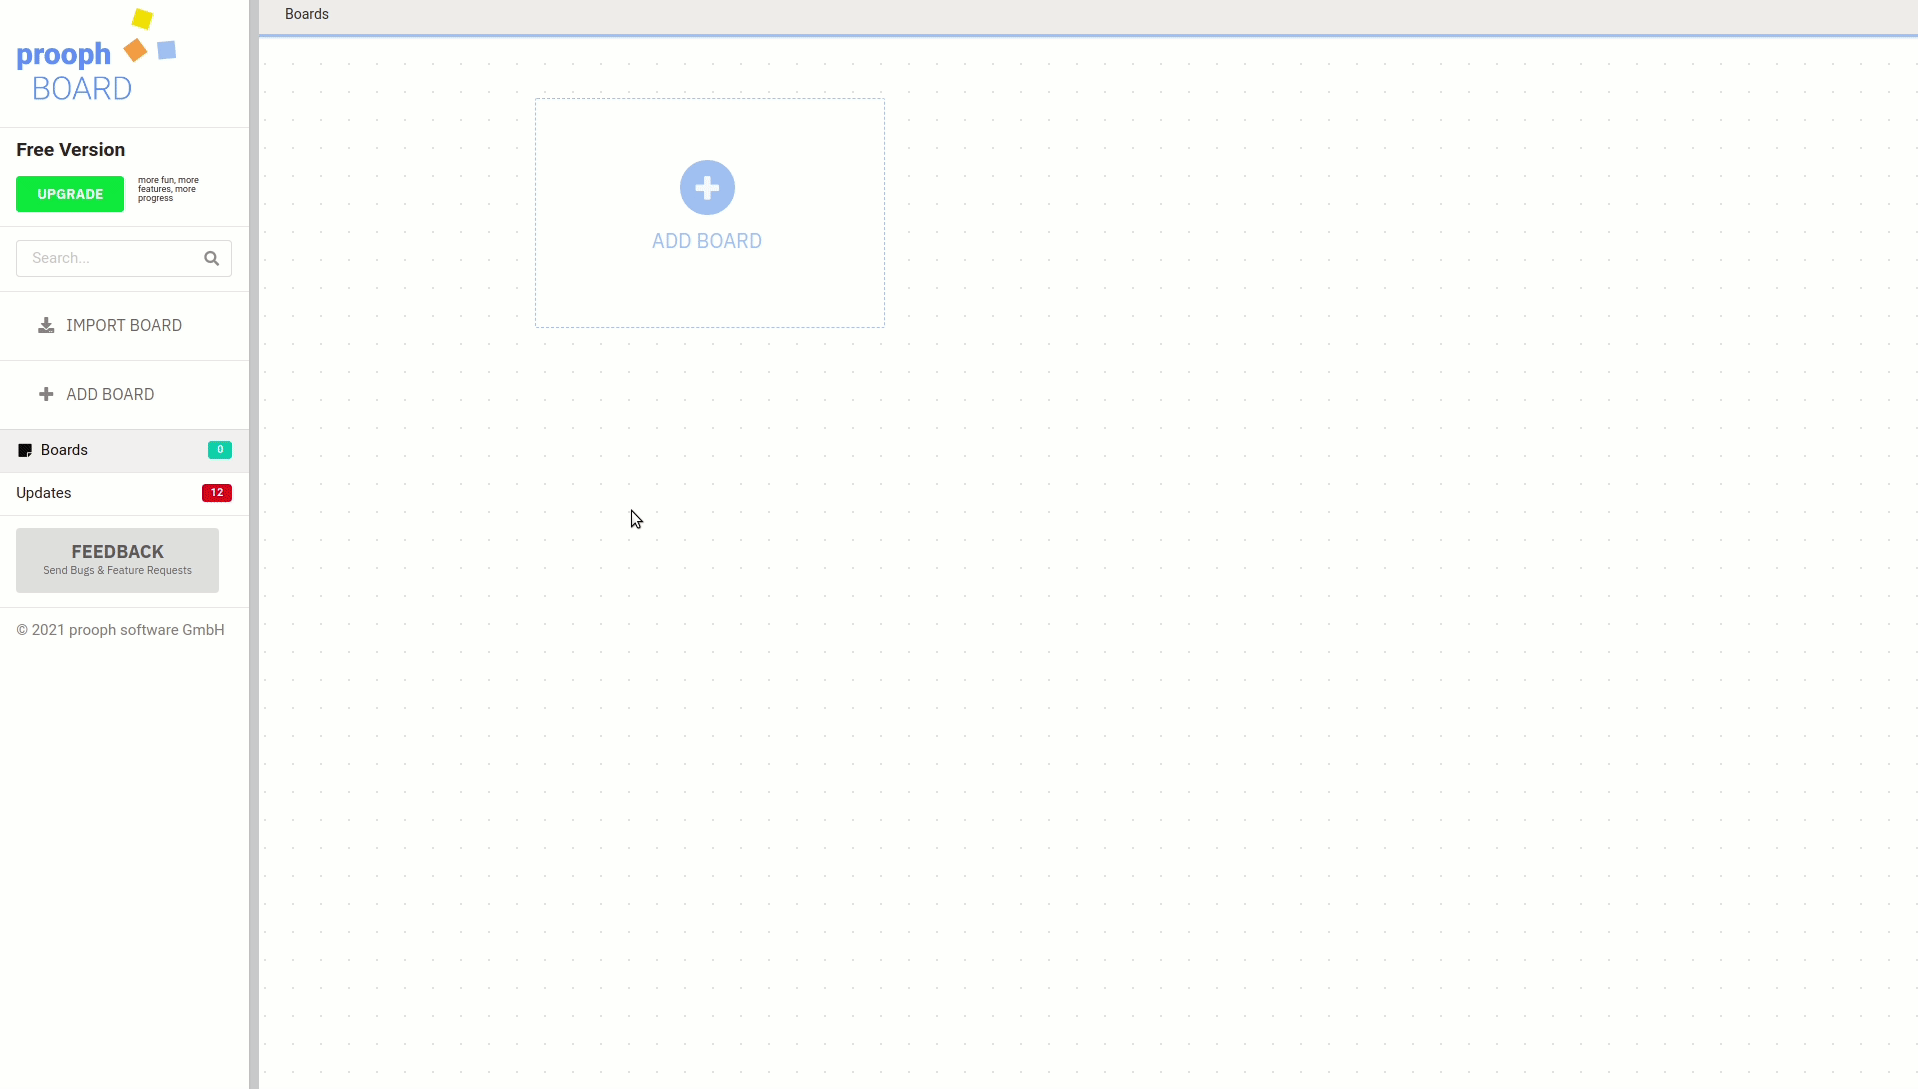 prooph
BOARD
Free Version
UPGRADE
more fun, more
features, more
progress
Search...
IMPORT BOARD
ADD BOARD
Boards
0
Updates
12
FEEDBACK
Send Bugs & Feature Requests
© 2021 prooph software GmbH
Boards
ADD BOARD